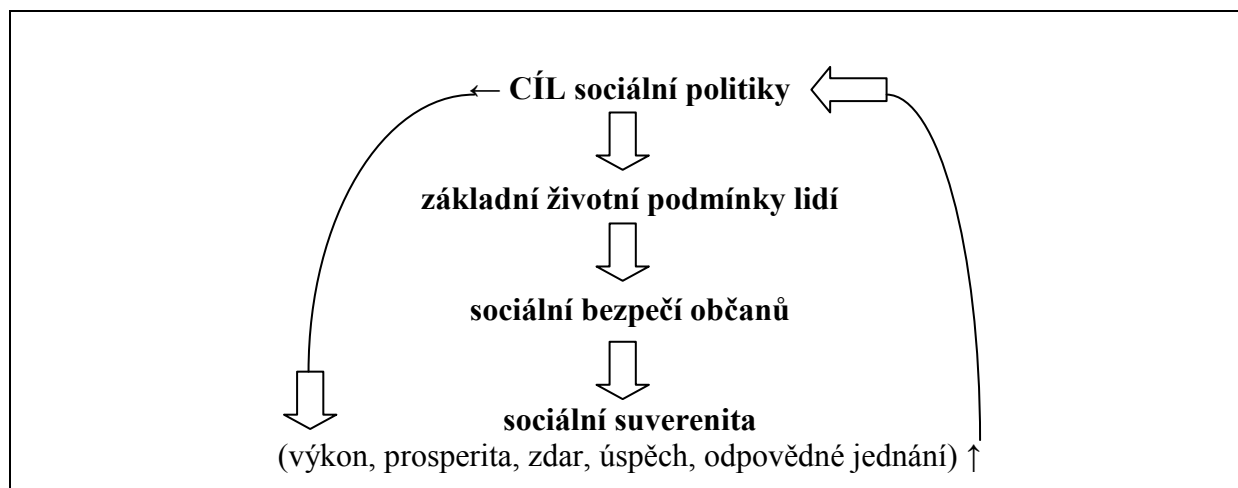 ← CÍL sociální politiky
základní životní podmínky lidí
sociální bezpečí občanů
sociální suverenita
(výkon, prosperita, zdar, úspěch, odpovědné jednání) ↑